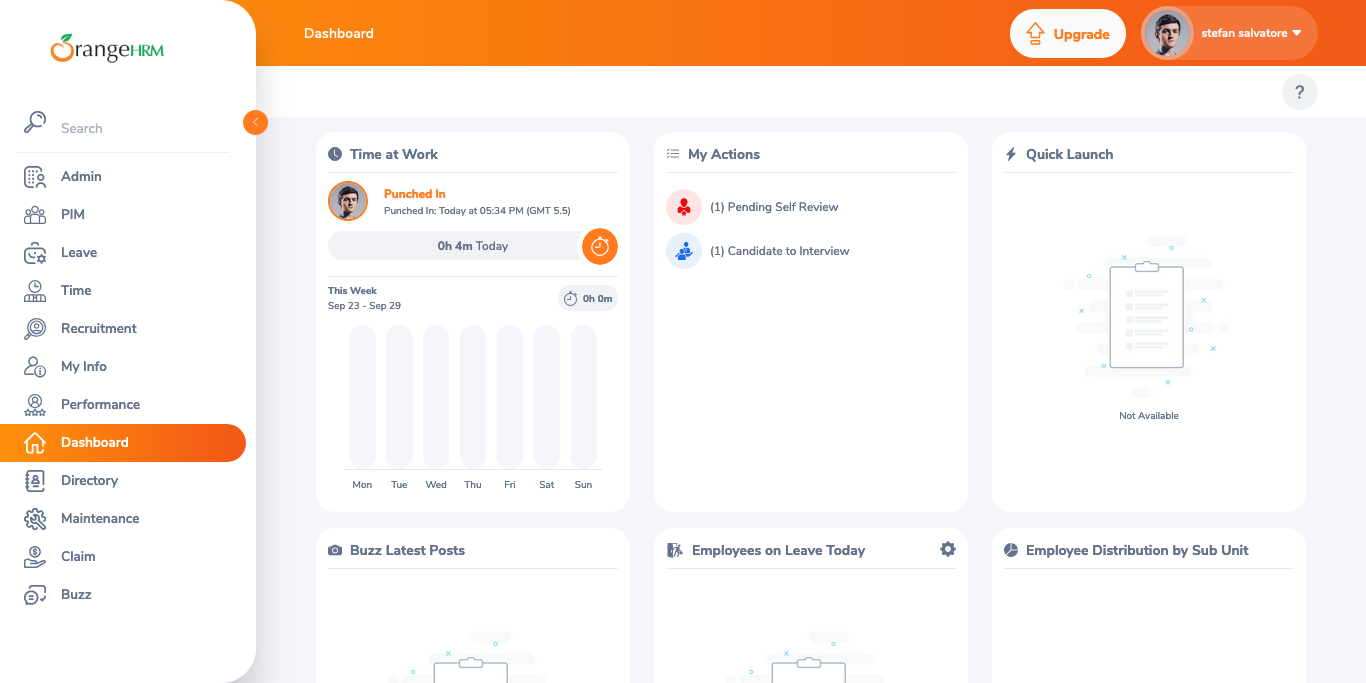 OrangeHRM
Dashboard
Upgrade
stefan salvatore
?
Search
Admin
PIM
Leave
Time
Recruitment
My Info
Performance
Dashboard
Directory
Maintenance
Claim
Buzz
Time at Work
Punched In
Punched In: Today at 05:34 PM (GMT 5.5)
0h 4m Today
This Week
Sep 23 - Sep 29
0h 0m
Mon Tue Wed Thu Fri Sat Sun
My Actions
(1) Pending Self Review
(1) Candidate to Interview
Quick Launch
Not Available
Buzz Latest Posts
Employees on Leave Today
Employee Distribution by Sub Unit